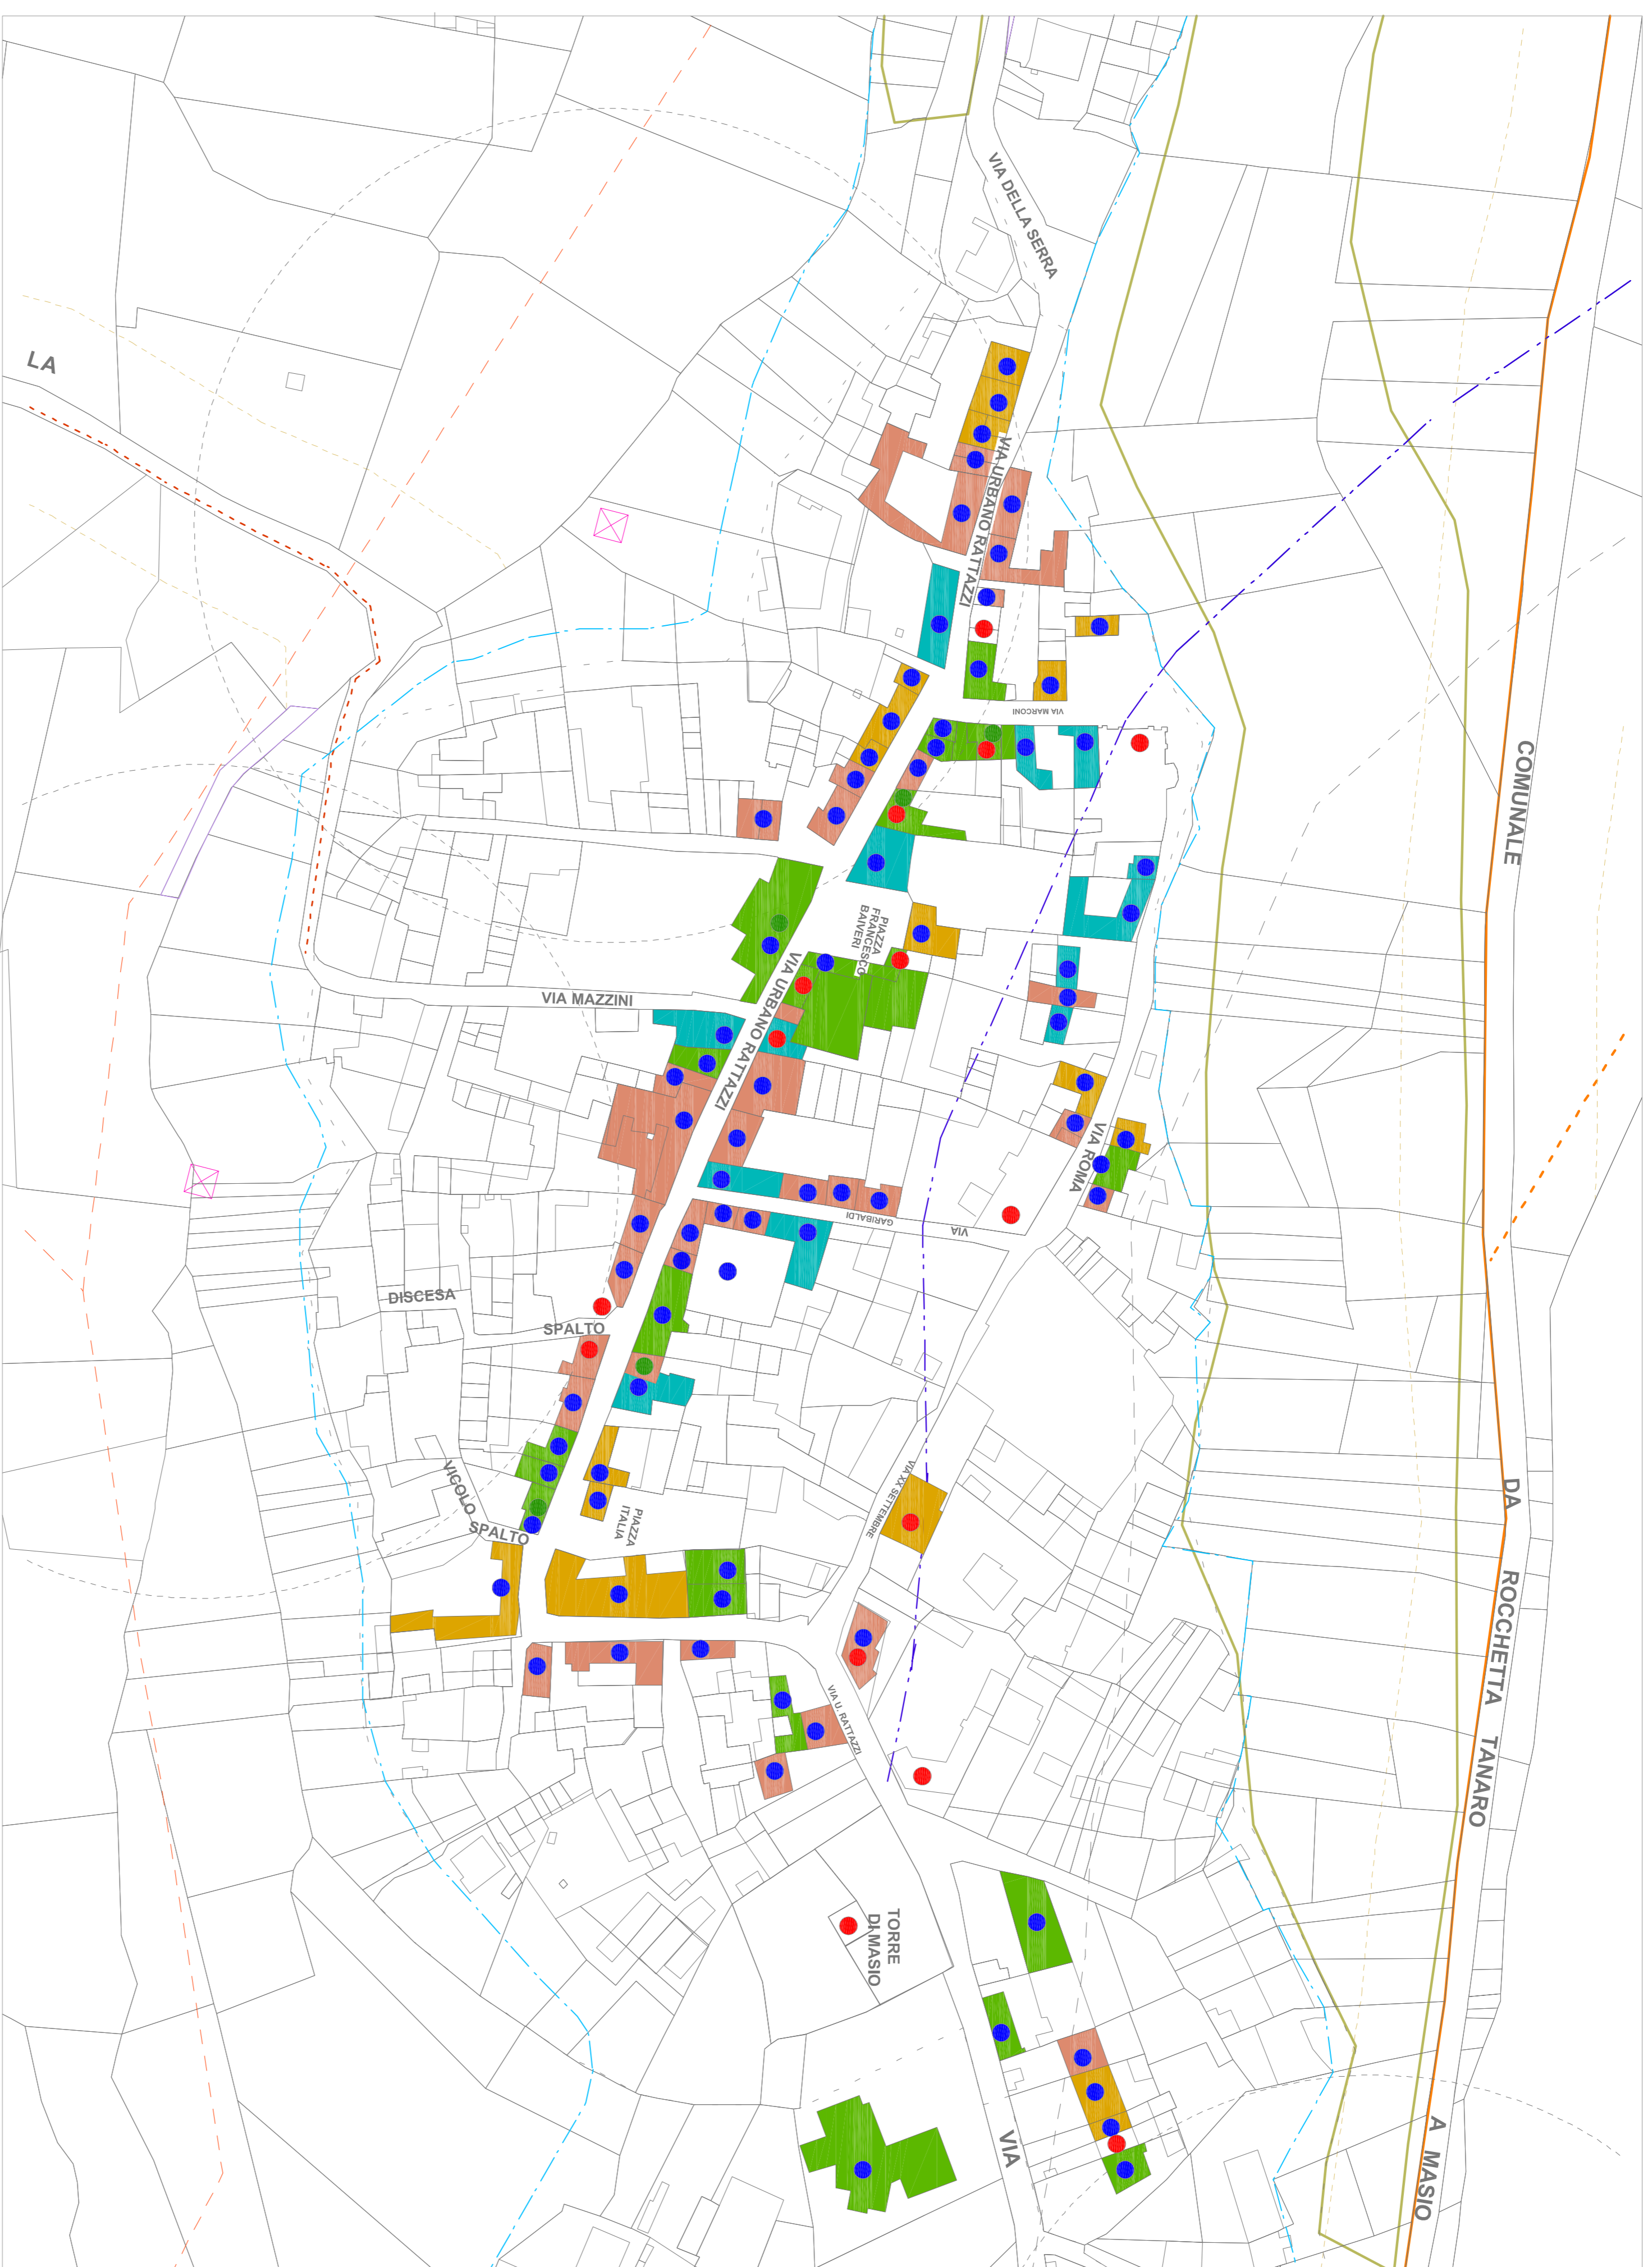 VIA DELLA SERRA
LA
VIA URBANO RATTAZZI
VIA MARCONI
COMUNALE
PIAZZA
FRANCESCO
BAIVERI
VIA MAZZINI
VIA URBANO RATTAZZI
VIA ROMA
GARIBALDI
VIA
DISCESA
SPALTO
VICOLO
SPALTO
PIAZZA
ITALIA
VIA XX SETTEMBRE
DA
ROCCHETTA
TANARO
VIA U. RATTAZZI
TORRE
DI MASIO
VIA
A MASIO